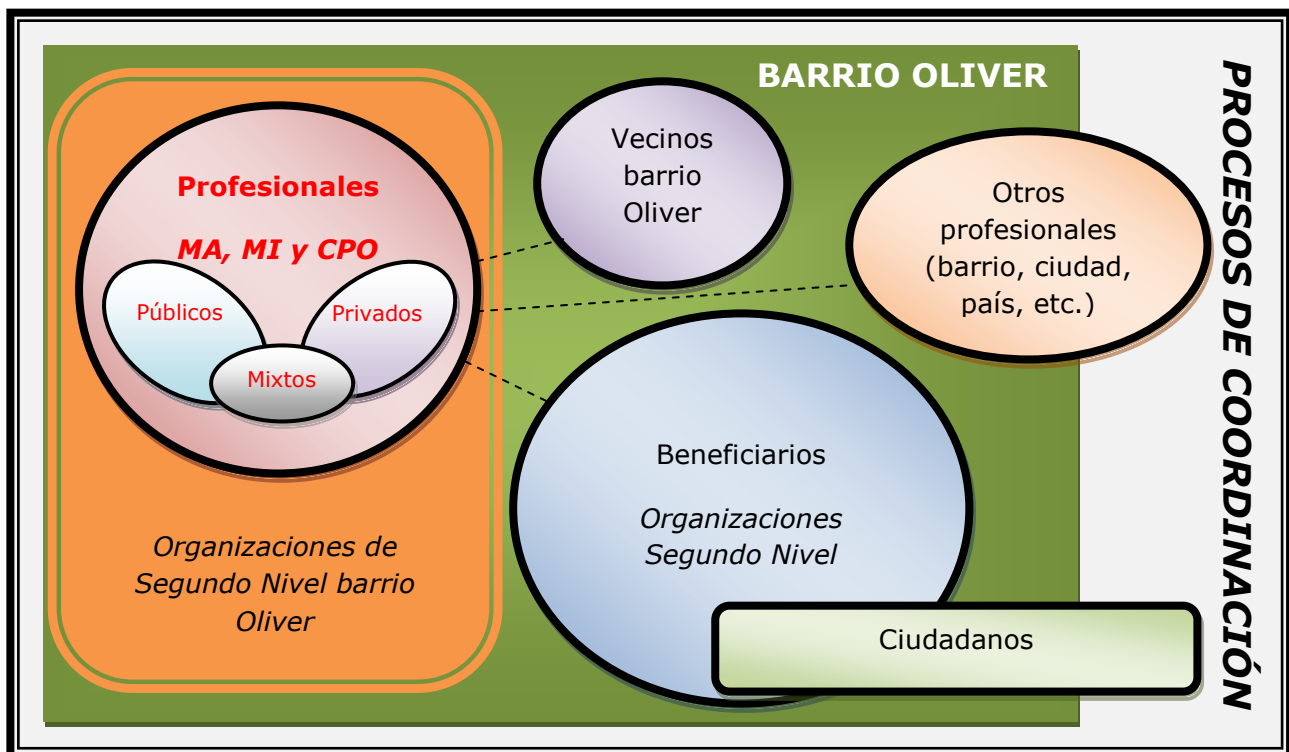 BARRIO OLIVER
PROCESOS DE COORDINACIÓN
Profesionales
MA, MI y CPO
Públicos
Privados
Mixtos
Organizaciones de
Segundo Nivel barrio
Oliver
Vecinos
barrio
Oliver
Otros
profesionales
(barrio, ciudad,
país, etc.)
Beneficiarios
Organizaciones
Segundo Nivel
Ciudadanos